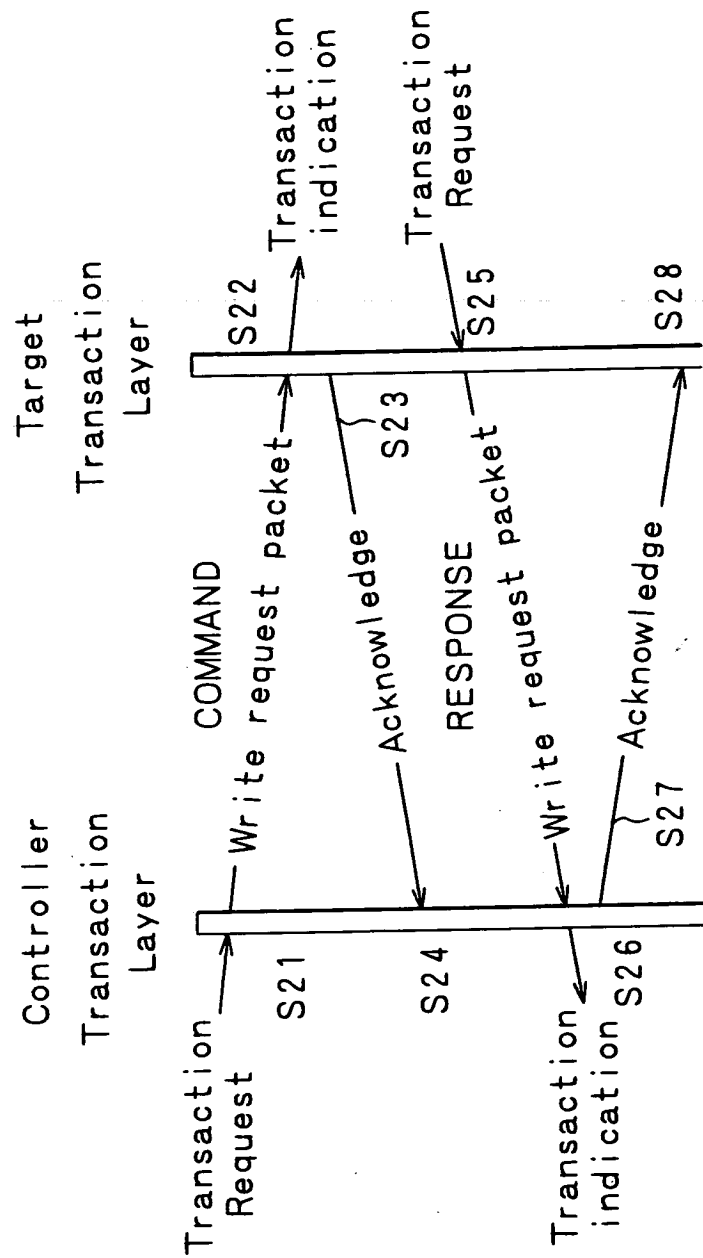 Controller
Transaction
Layer
Target
Transaction
Layer
Transaction
Request
S21
COMMAND
Write request packet
S22
Transaction
indication
Acknowledge
S23
S24
Transaction
Request
S25
RESPONSE
Write request packet
S26
Transaction
indication
S27
Acknowledge
S28